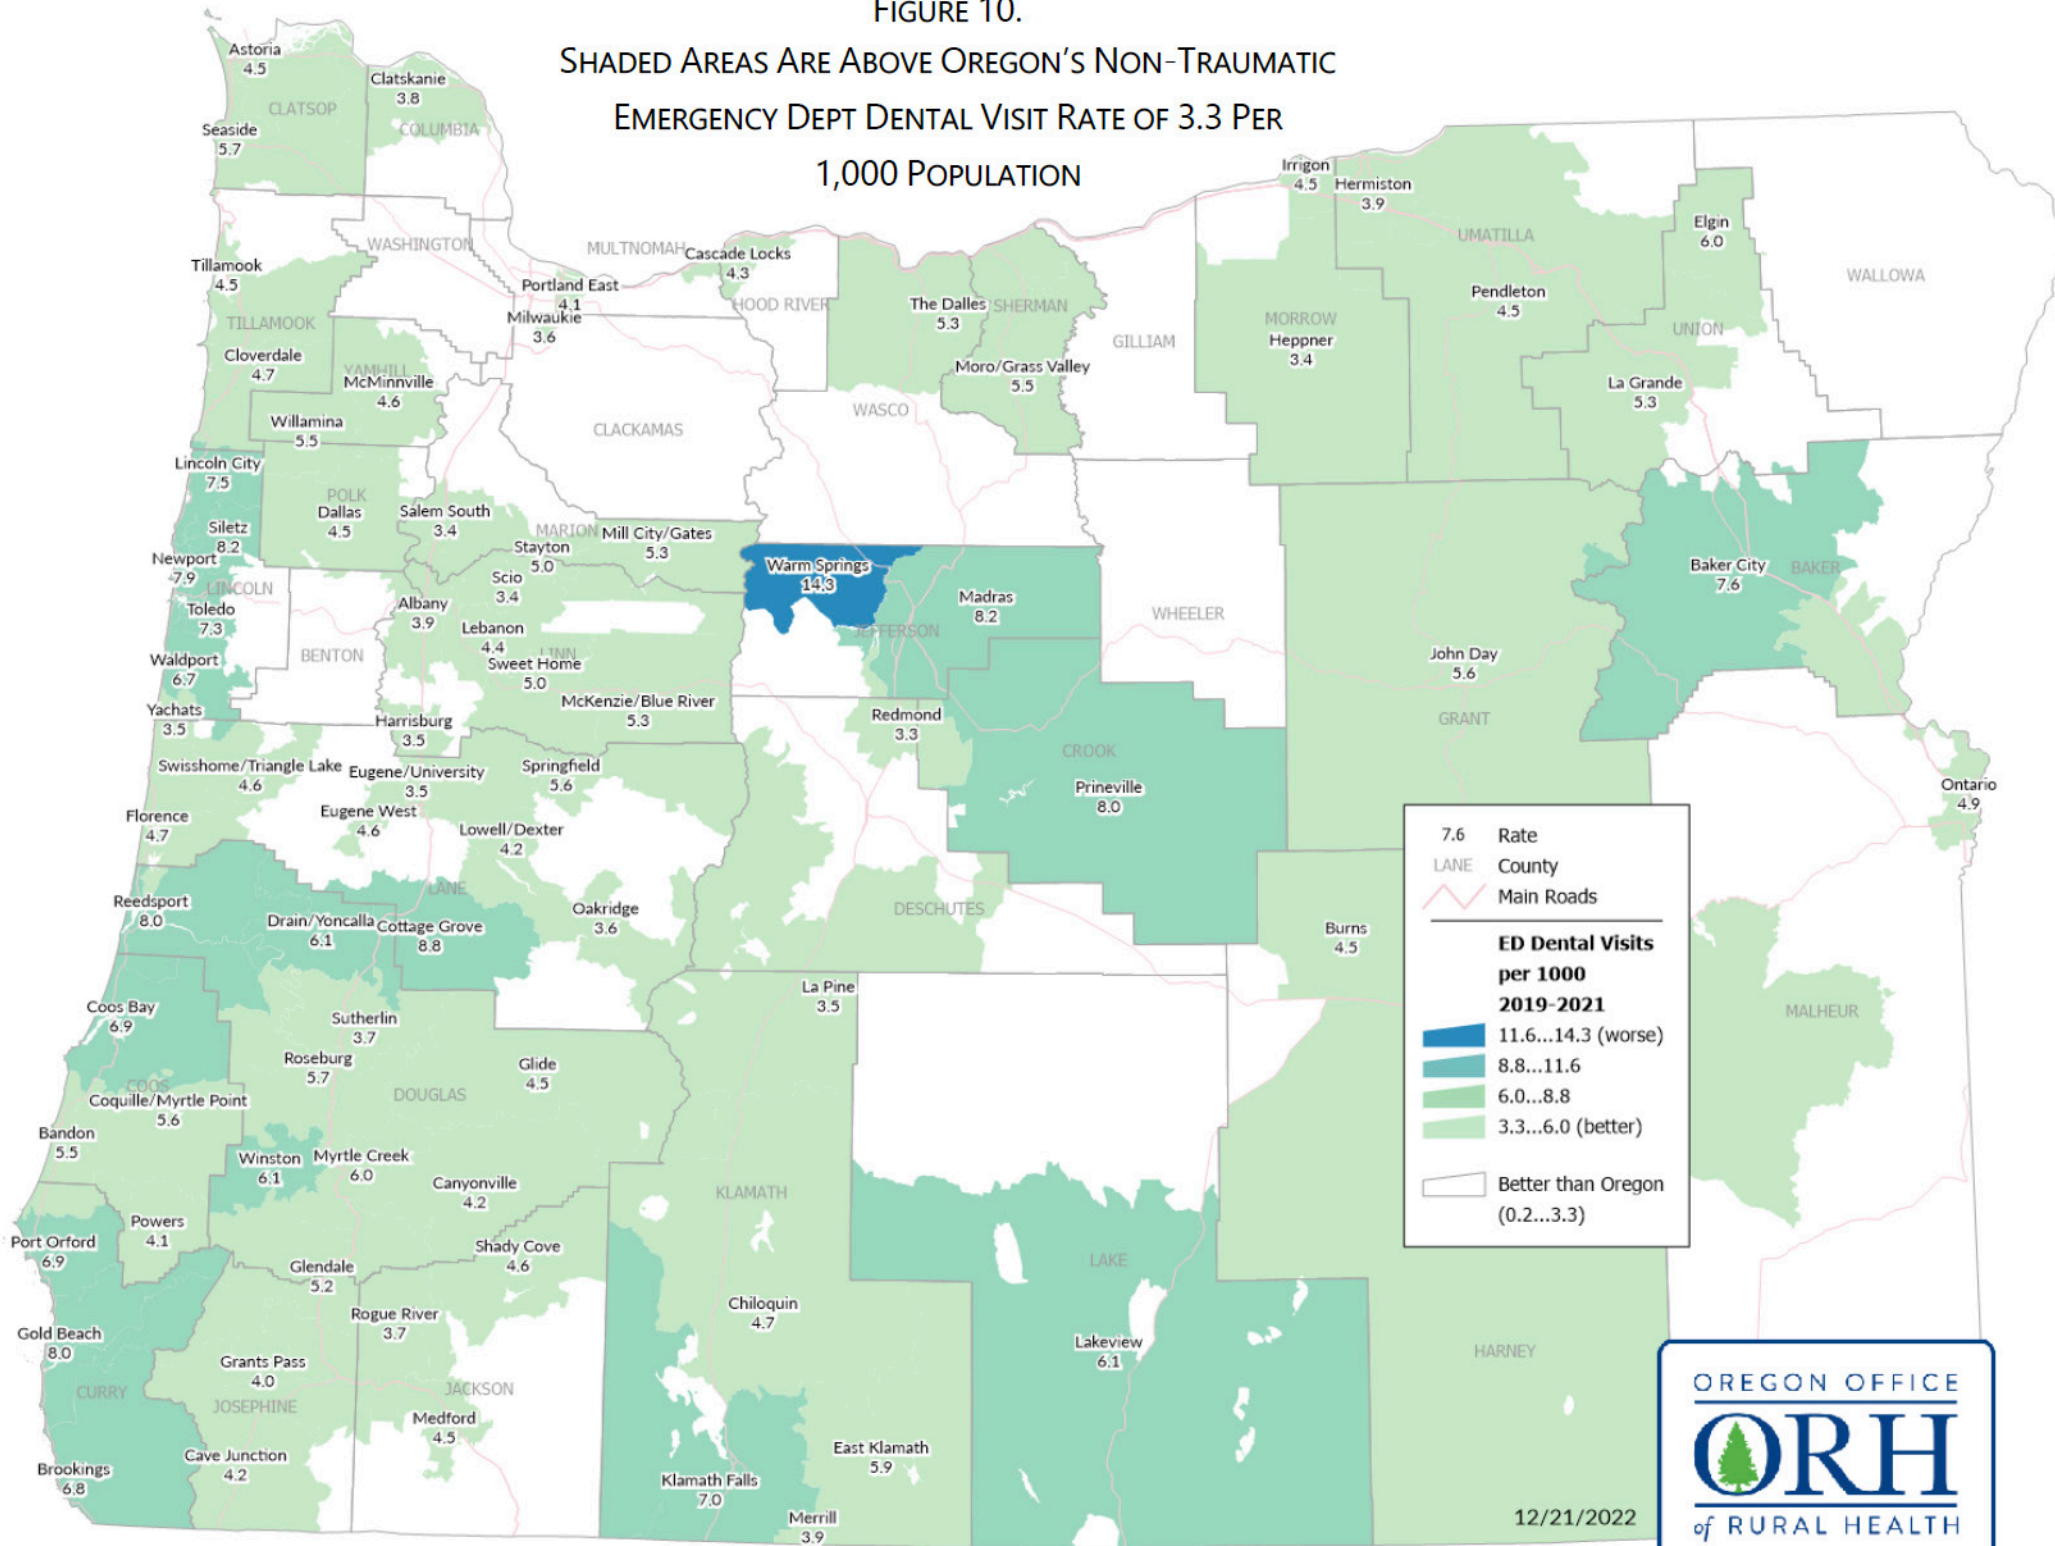 FIGURE 10.
SHADED AREAS ARE ABOVE OREGON'S NON-TRAUMATIC
EMERGENCY DEPT DENTAL VISIT RATE OF 3.3 PER
1,000 POPULATION
Astoria
4.5
CLATSOP
Clatskanie
3.8
COLUMBIA
Seaside
5.7
WASHINGTON
MULTNOMAH
Cascade Locks
4.3
HOOD RIVER
Tillamook
4.5
TILLAMOOK
Portland East
4.1
Milwaukie
3.6
Cloverdale
4.7
YAMHILL
McMinnville
4.6
Willamina
5.5
CLACKAMAS
The Dalles
5.3
SHERMAN
Moro/Grass Valley
5.5
WASCO
GILLIAM
Irrigon
4.5
Hermiston
3.9
UMATILLA
Pendleton
4.5
MORROW
Heppner
3.4
Elgin
6.0
UNION
La Grande
5.3
WALLOWA
Lincoln City
7.5
Siletz
8.2
Newport
7.9
LINCOLN
Toledo
7.3
Waldport
6.7
Yachats
3.5
POLK
Dallas
4.5
Salem South
3.4
MARION
Mill City/Gates
5.3
Stayton
5.0
Scio
3.4
Albany
3.9
Lebanon
4.4
LINN
Sweet Home
5.0
BENTON
McKenzie/Blue River
5.3
Harrisburg
3.5
Warm Springs
14.3
Madras
8.2
JEFFERSON
WHEELER
Redmond
3.3
CROOK
Prineville
8.0
John Day
5.6
GRANT
Baker City
7.6
BAKER
Ontario
4.9
Swisshome/Triangle Lake
4.6
Eugene/University
3.5
Springfield
5.6
Eugene West
4.6
Florence
4.7
Lowell/Dexter
4.2
LANE
Reedsport
8.0
Drain/Yoncalla
6.1
Cottage Grove
8.8
Oakridge
3.6
DESCHUTES
Burns
4.5
La Pine
3.5
Coos Bay
6.9
Sutherlin
3.7
Roseburg
5.7
Glide
4.5
DOUGLAS
COOS
Coquille/Myrtle Point
5.6
Bandon
5.5
Winston
6.1
Myrtle Creek
6.0
Canyonville
4.2
Powers
4.1
Port Orford
6.9
Glendale
5.2
Shady Cove
4.6
Rogue River
3.7
Gold Beach
8.0
CURRY
Grants Pass
4.0
JOSEPHINE
JACKSON
Medford
4.5
Cave Junction
4.2
Brookings
6.8
KLAMATH
Chiloquin
4.7
Klamath Falls
7.0
East Klamath
5.9
Merrill
3.9
LAKE
Lakeview
6.1
HARNEY
MALHEUR
7.6 Rate
LANE County
Main Roads
ED Dental Visits
per 1000
2019-2021
11.6...14.3 (worse)
8.8...11.6
6.0...8.8
3.3...6.0 (better)
Better than Oregon
(0.2...3.3)
12/21/2022
OREGON OFFICE
ORH
of RURAL HEALTH